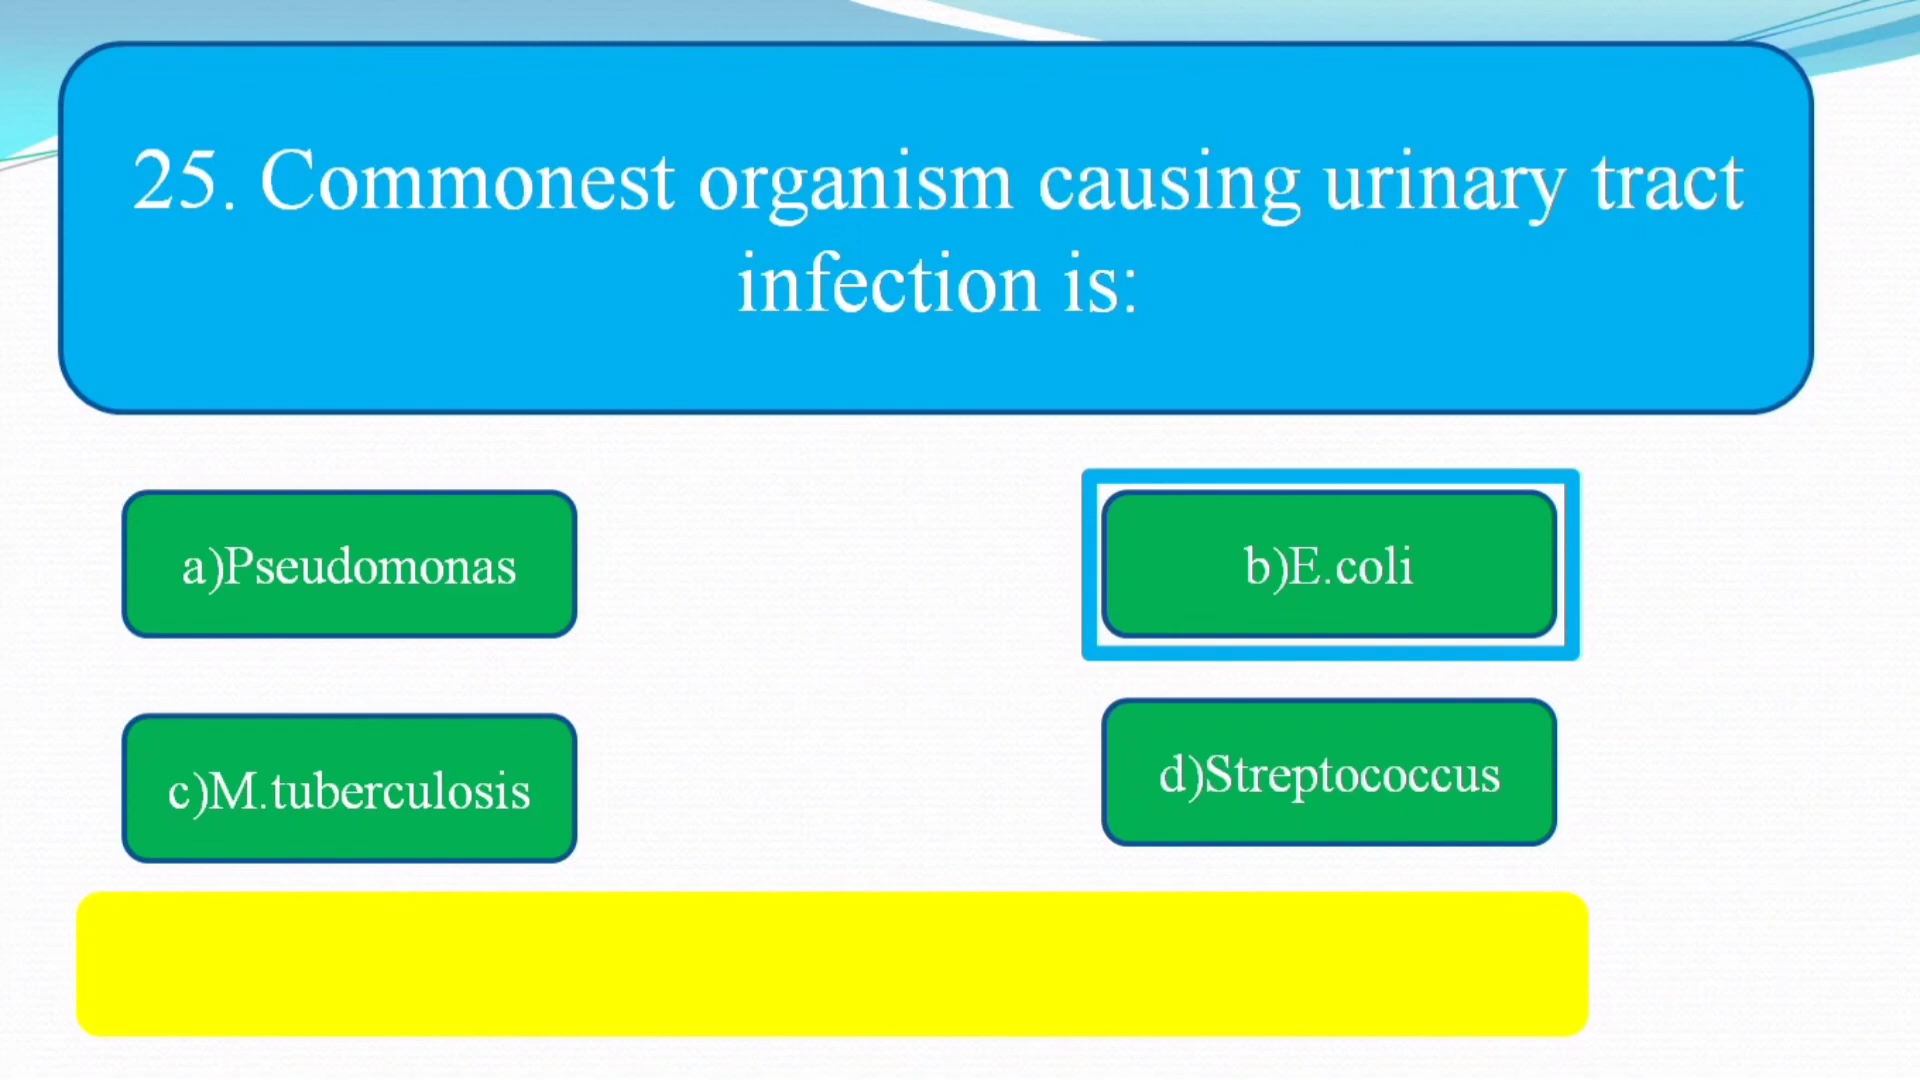 25. Commonest organism causing urinary tract
infection is:
a)Pseudomonas
b)E.coli
c)M.tuberculosis
d)Streptococcus